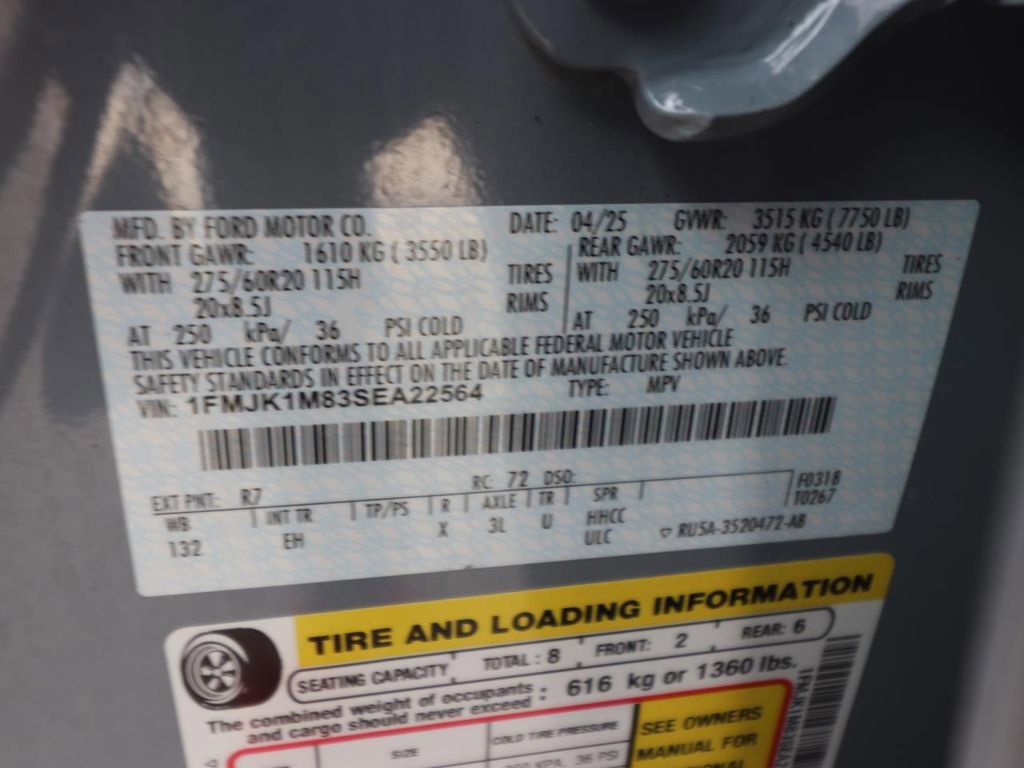 MFD. BY FORD MOTOR CO. DATE: 04/25 GVWR: 3515 KG ( 7750 LB)
FRONT GAWR: 1610 KG ( 3550 LB) REAR GAWR: 2059 KG ( 4540 LB)
WITH 275/60R20 115H TIRES WITH 275/60R20 115H TIRES
20x8.5J RIMS 20x8.5J RIMS
AT 250 kPa/ 36 PSI COLD AT 250 kPa/ 36 PSI COLD
THIS VEHICLE CONFORMS TO ALL APPLICABLE FEDERAL MOTOR VEHICLE
SAFETY STANDARDS IN EFFECT ON THE DATE OF MANUFACTURE SHOWN ABOVE.
VIN: 1FMJK1M83SEA22564 TYPE: MPV
EXT PNT: R7 RC: 72 DSO: F0318
WB INT TR TP/PS R AXLE TR SPR T0267
132 EH X 3L U HHCC
ULC ▽ RU5A-3520472-AB
TIRE AND LOADING INFORMATION
SEATING CAPACITY TOTAL : 8 FRONT: 2 REAR: 6
The combined weight of occupants
and cargo should never exceed : 616 kg or 1360 lbs.
SIZE COLD TIRE PRESSURE SEE OWNERS
36 PSI MANUAL FOR